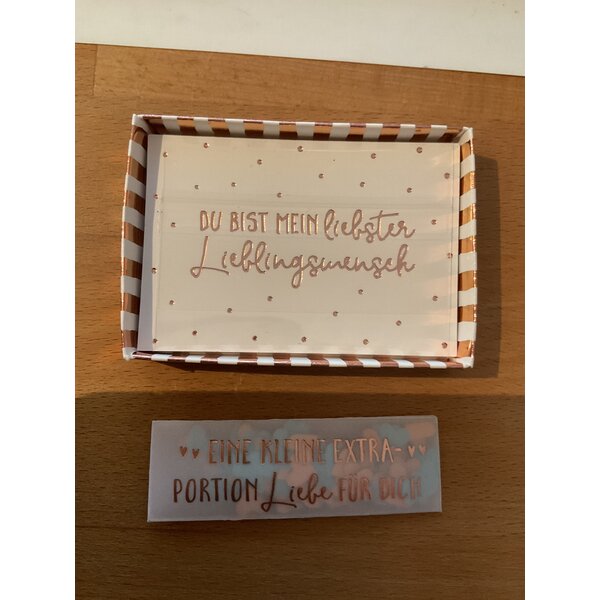 DU BIST MEIN liebster
Lieblingsmensch
EINE KLEINE EXTRA-
PORTION Liebe FÜR DICH